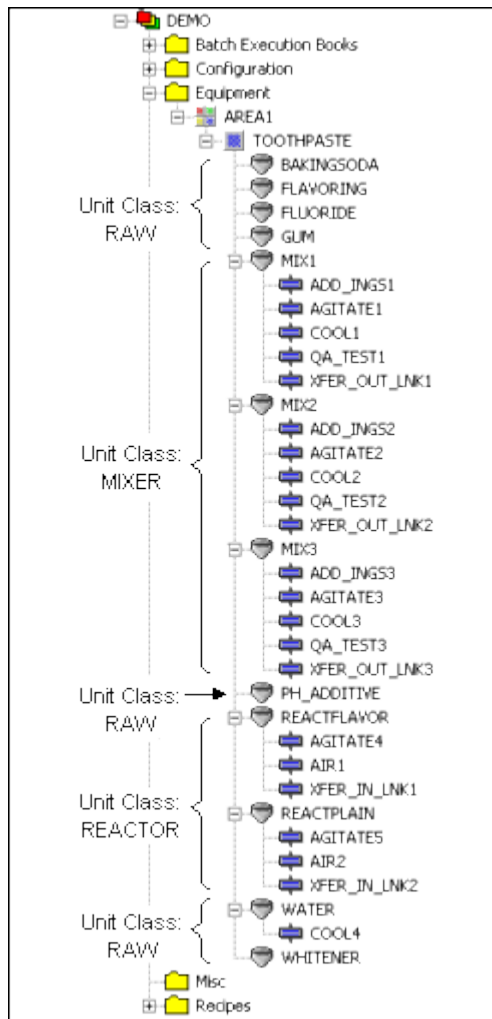 DEMO
Batch Execution Books
Configuration
Equipment
AREA1
TOOTHPASTE
Unit Class:
RAW
BAKINGSODA
FLAVORING
FLUORIDE
GUM
Unit Class:
MIXER
MIX1
ADD_INGS1
AGITATE1
COOL1
QA_TEST1
XFER_OUT_LNK1
MIX2
ADD_INGS2
AGITATE2
COOL2
QA_TEST2
XFER_OUT_LNK2
MIX3
ADD_INGS3
AGITATE3
COOL3
QA_TEST3
XFER_OUT_LNK3
Unit Class:
RAW
PH_ADDITIVE
Unit Class:
REACTOR
REACTFLAVOR
AGITATE4
AIR1
XFER_IN_LNK1
REACTPLAIN
AGITATE5
AIR2
XFER_IN_LNK2
Unit Class:
RAW
WATER
COOL4
WHITENER
Misc
Recipes